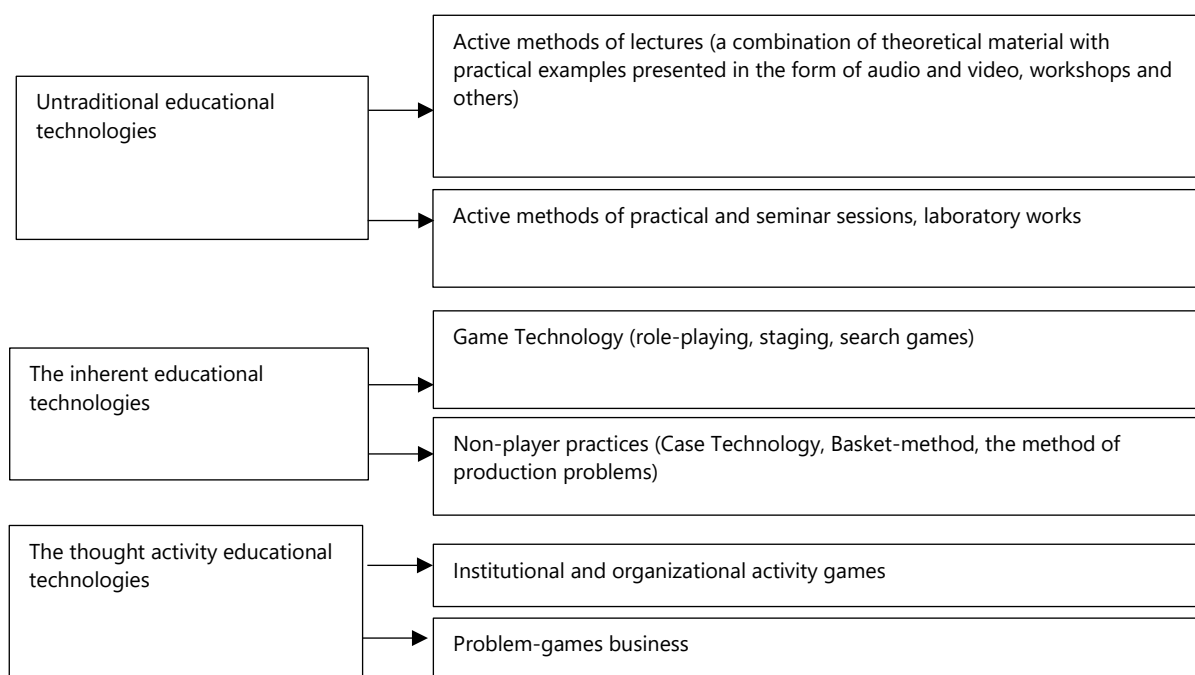 Untraditional educational
technologies
Active methods of lectures (a combination of theoretical material with
practical examples presented in the form of audio and video, workshops and
others)
Active methods of practical and seminar sessions, laboratory works
The inherent educational
technologies
Game Technology (role-playing, staging, search games)
Non-player practices (Case Technology, Basket-method, the method of
production problems)
The thought activity educational
technologies
Institutional and organizational activity games
Problem-games business